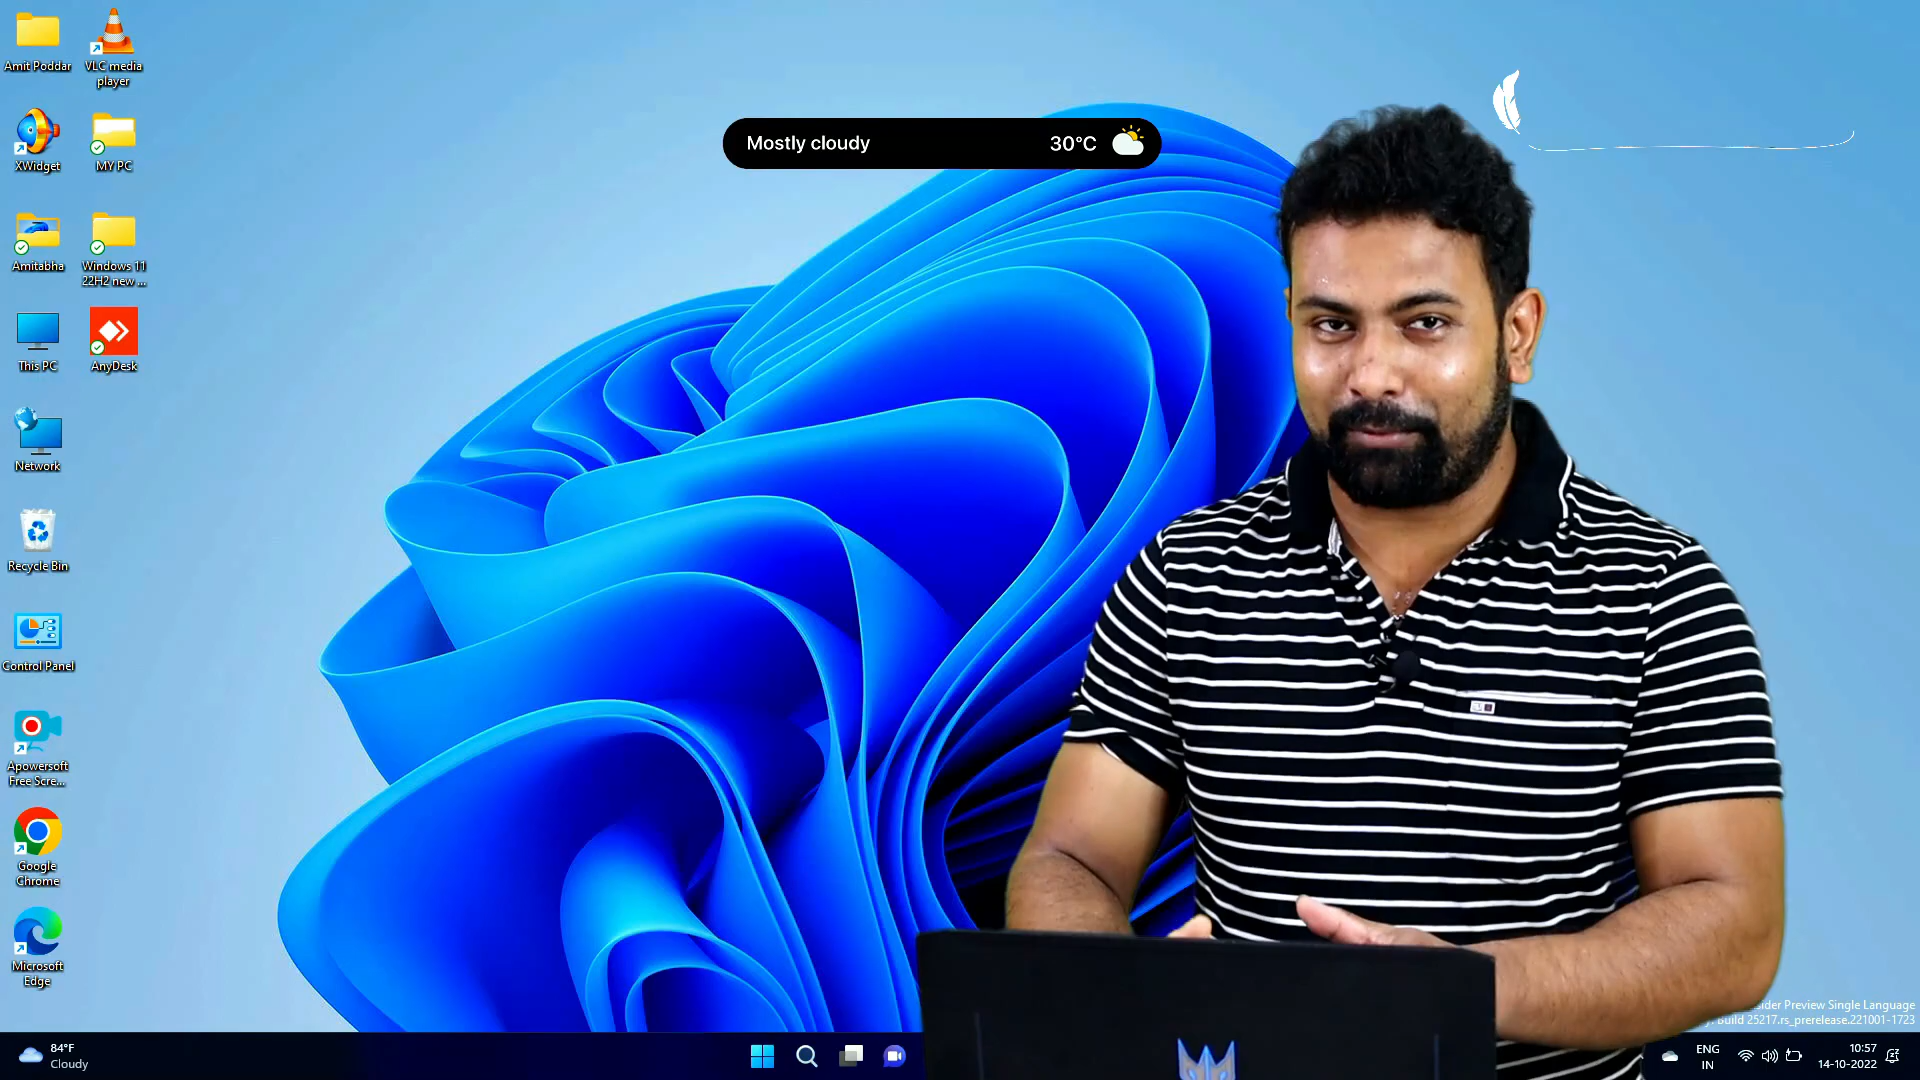 Amit Poddar
VLC media
player
XWidget
MY PC
Amitabha
Windows 11
22H2 new ...
This PC
AnyDesk
Network
Recycle Bin
Control Panel
Apowersoft
Free Scre...
Google
Chrome
Microsoft
Edge
Mostly cloudy 30°C
Preview Single Language
Build 25217.rs_prerelease.221001-1723
84°F
Cloudy
ENG
IN
10:57
14-10-2022